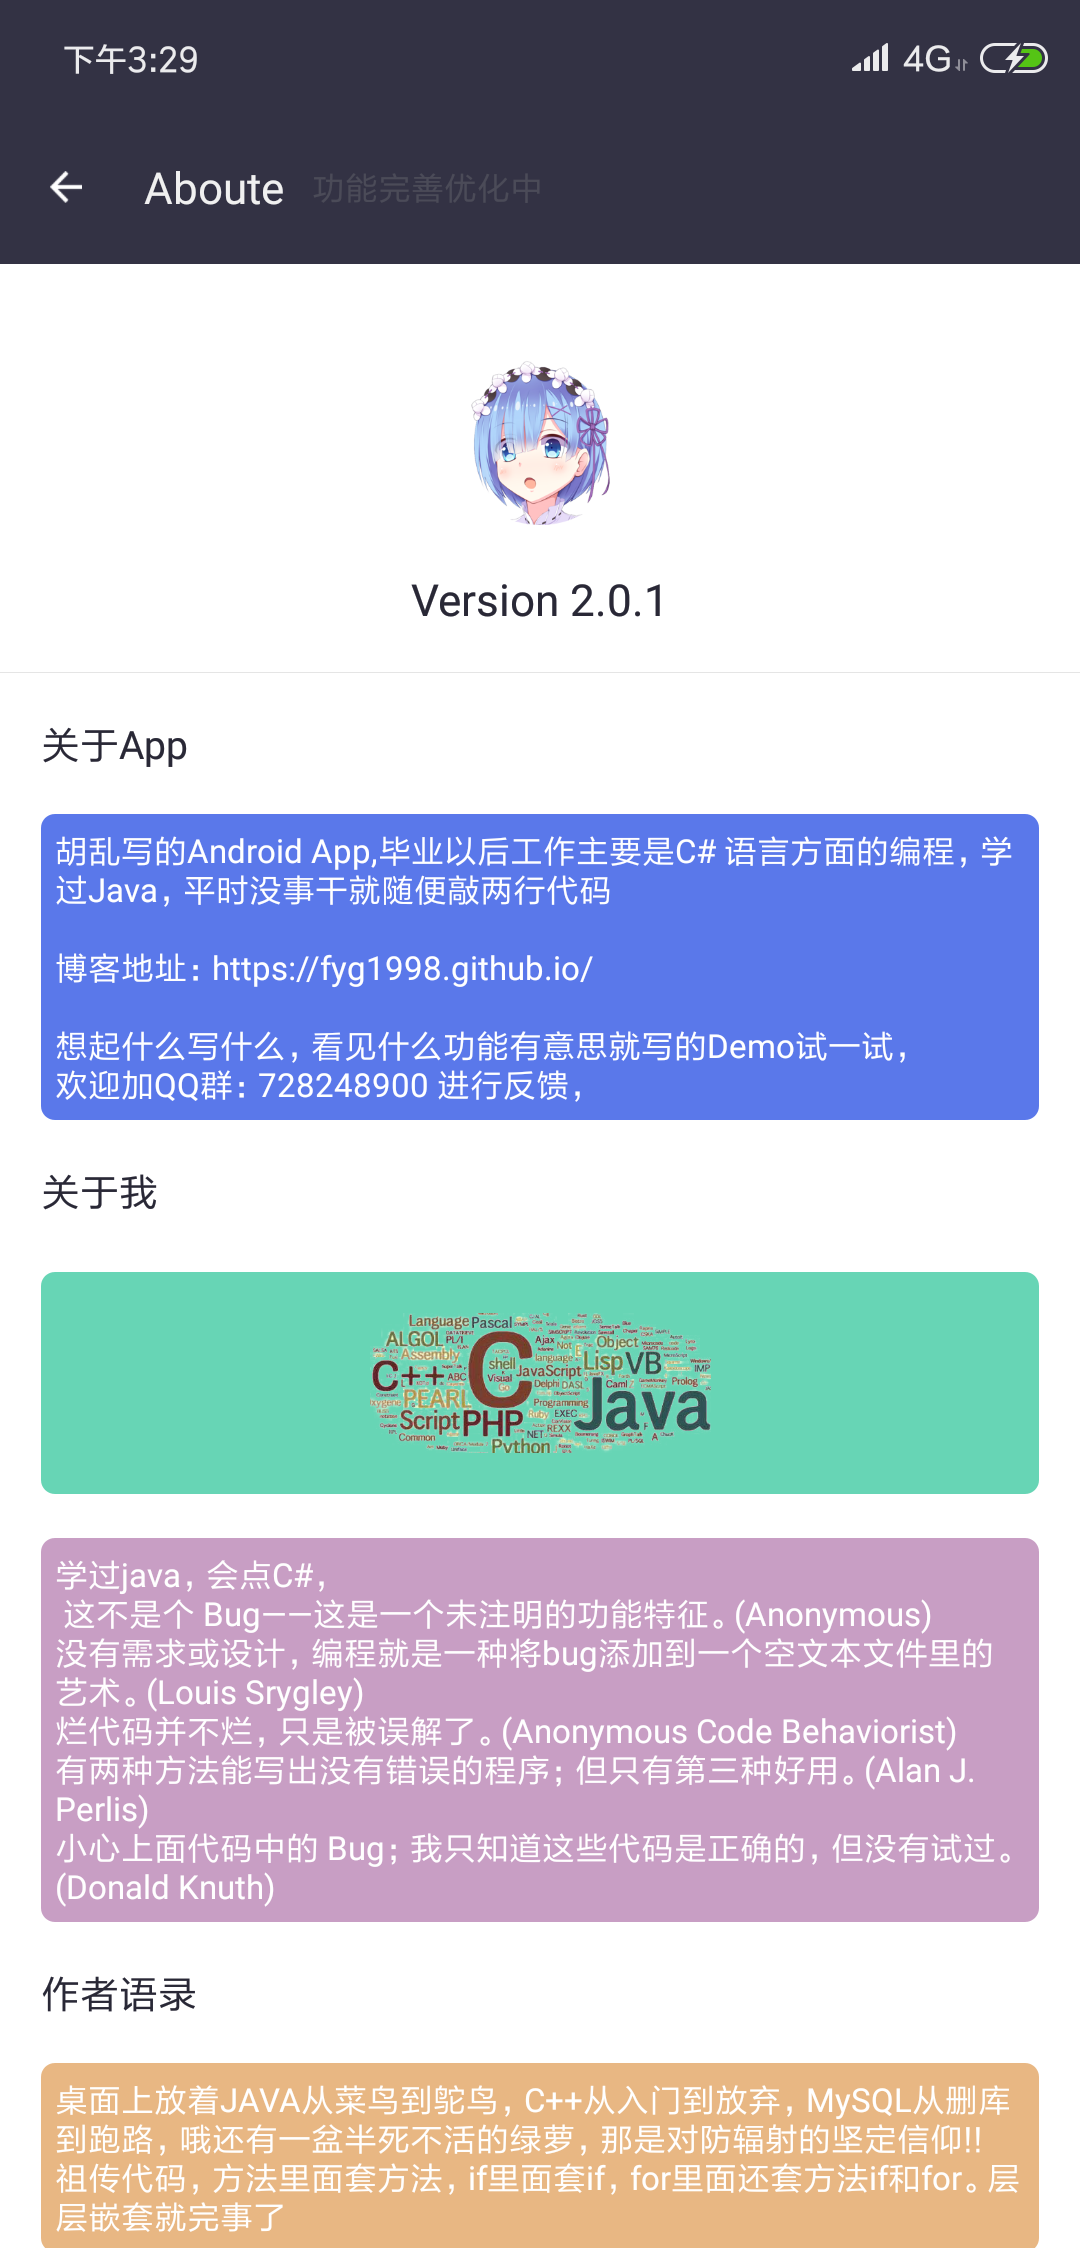 下午3:29
4G
Aboute 功能完善优化中
Version 2.0.1
关于App
胡乱写的Android App,毕业以后工作主要是C# 语言方面的编程，学
过Java，平时没事干就随便敲两行代码
博客地址：https://fyg1998.github.io/
想起什么写什么，看见什么功能有意思就写的Demo试一试，
欢迎加QQ群：728248900 进行反馈，
关于我
Language Pascal
ALGOL PL/I Ajax Not Object
Assembly shell language Lisp VB
C++ ABC C Visual JavaScript IMP
PEARL Delphi DASL Caml Prolog
Programming Java
Script PHP Ruby EXEC
Common NET REXX
Python
学过java，会点C#，
这不是个 Bug——这是一个未注明的功能特征。(Anonymous)
没有需求或设计，编程就是一种将bug添加到一个空文本文件里的
艺术。(Louis Srygley)
烂代码并不烂，只是被误解了。(Anonymous Code Behaviorist)
有两种方法能写出没有错误的程序；但只有第三种好用。(Alan J.
Perlis)
小心上面代码中的 Bug；我只知道这些代码是正确的，但没有试过。
(Donald Knuth)
作者语录
桌面上放着JAVA从菜鸟到鸵鸟，C++从入门到放弃，MySQL从删库
到跑路，哦还有一盆半死不活的绿萝，那是对防辐射的坚定信仰!!
祖传代码，方法里面套方法，if里面套if，for里面还套方法if和for。层
层嵌套就完事了